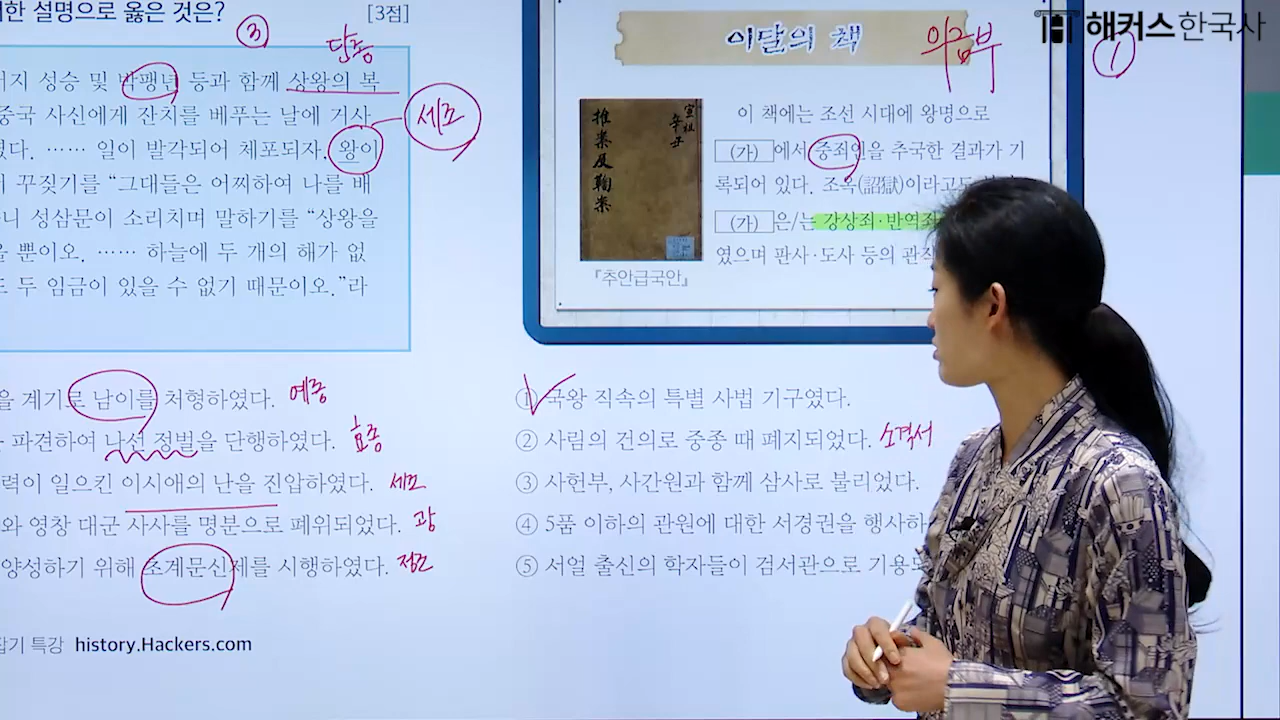 한 설명으로 옳은 것은?
[3점]
③
단종
지 성승 및 박팽년 등과 함께 상왕의 복
중국 사신에게 잔치를 베푸는 날에 거사
였다. …… 일이 발각되어 체포되자, 왕이
세조
꾸짖기를 “그대들은 어찌하여 나를 배
니 성삼문이 소리치며 말하기를 “상왕을
뿐이오. …… 하늘에 두 개의 해가 없
두 임금이 있을 수 없기 때문이오.”라
을 계기로 남이를 처형하였다. 예종
파견하여 나선 정벌을 단행하였다. 효종
력이 일으킨 이시애의 난을 진압하였다. 세조
와 영창 대군 사사를 명분으로 폐위되었다. 광
양성하기 위해 초계문신제를 시행하였다. 정조
잡기 특강 history.Hackers.com
해커스한국사
이달의 책
의금부
①
推案及鞫案
宣祖
辛丑
『추안급국안』
이 책에는 조선 시대에 왕명으로
(가)에서 중죄인을 추국한 결과가 기
록되어 있다. 조옥(詔獄)이라고도
(가)은/는 강상죄·반역죄
였으며 판사·도사 등의 관직
① 국왕 직속의 특별 사법 기구였다.
② 사림의 건의로 중종 때 폐지되었다. 소격서
③ 사헌부, 사간원과 함께 삼사로 불리었다.
④ 5품 이하의 관원에 대한 서경권을 행사하
⑤ 서얼 출신의 학자들이 검서관으로 기용되